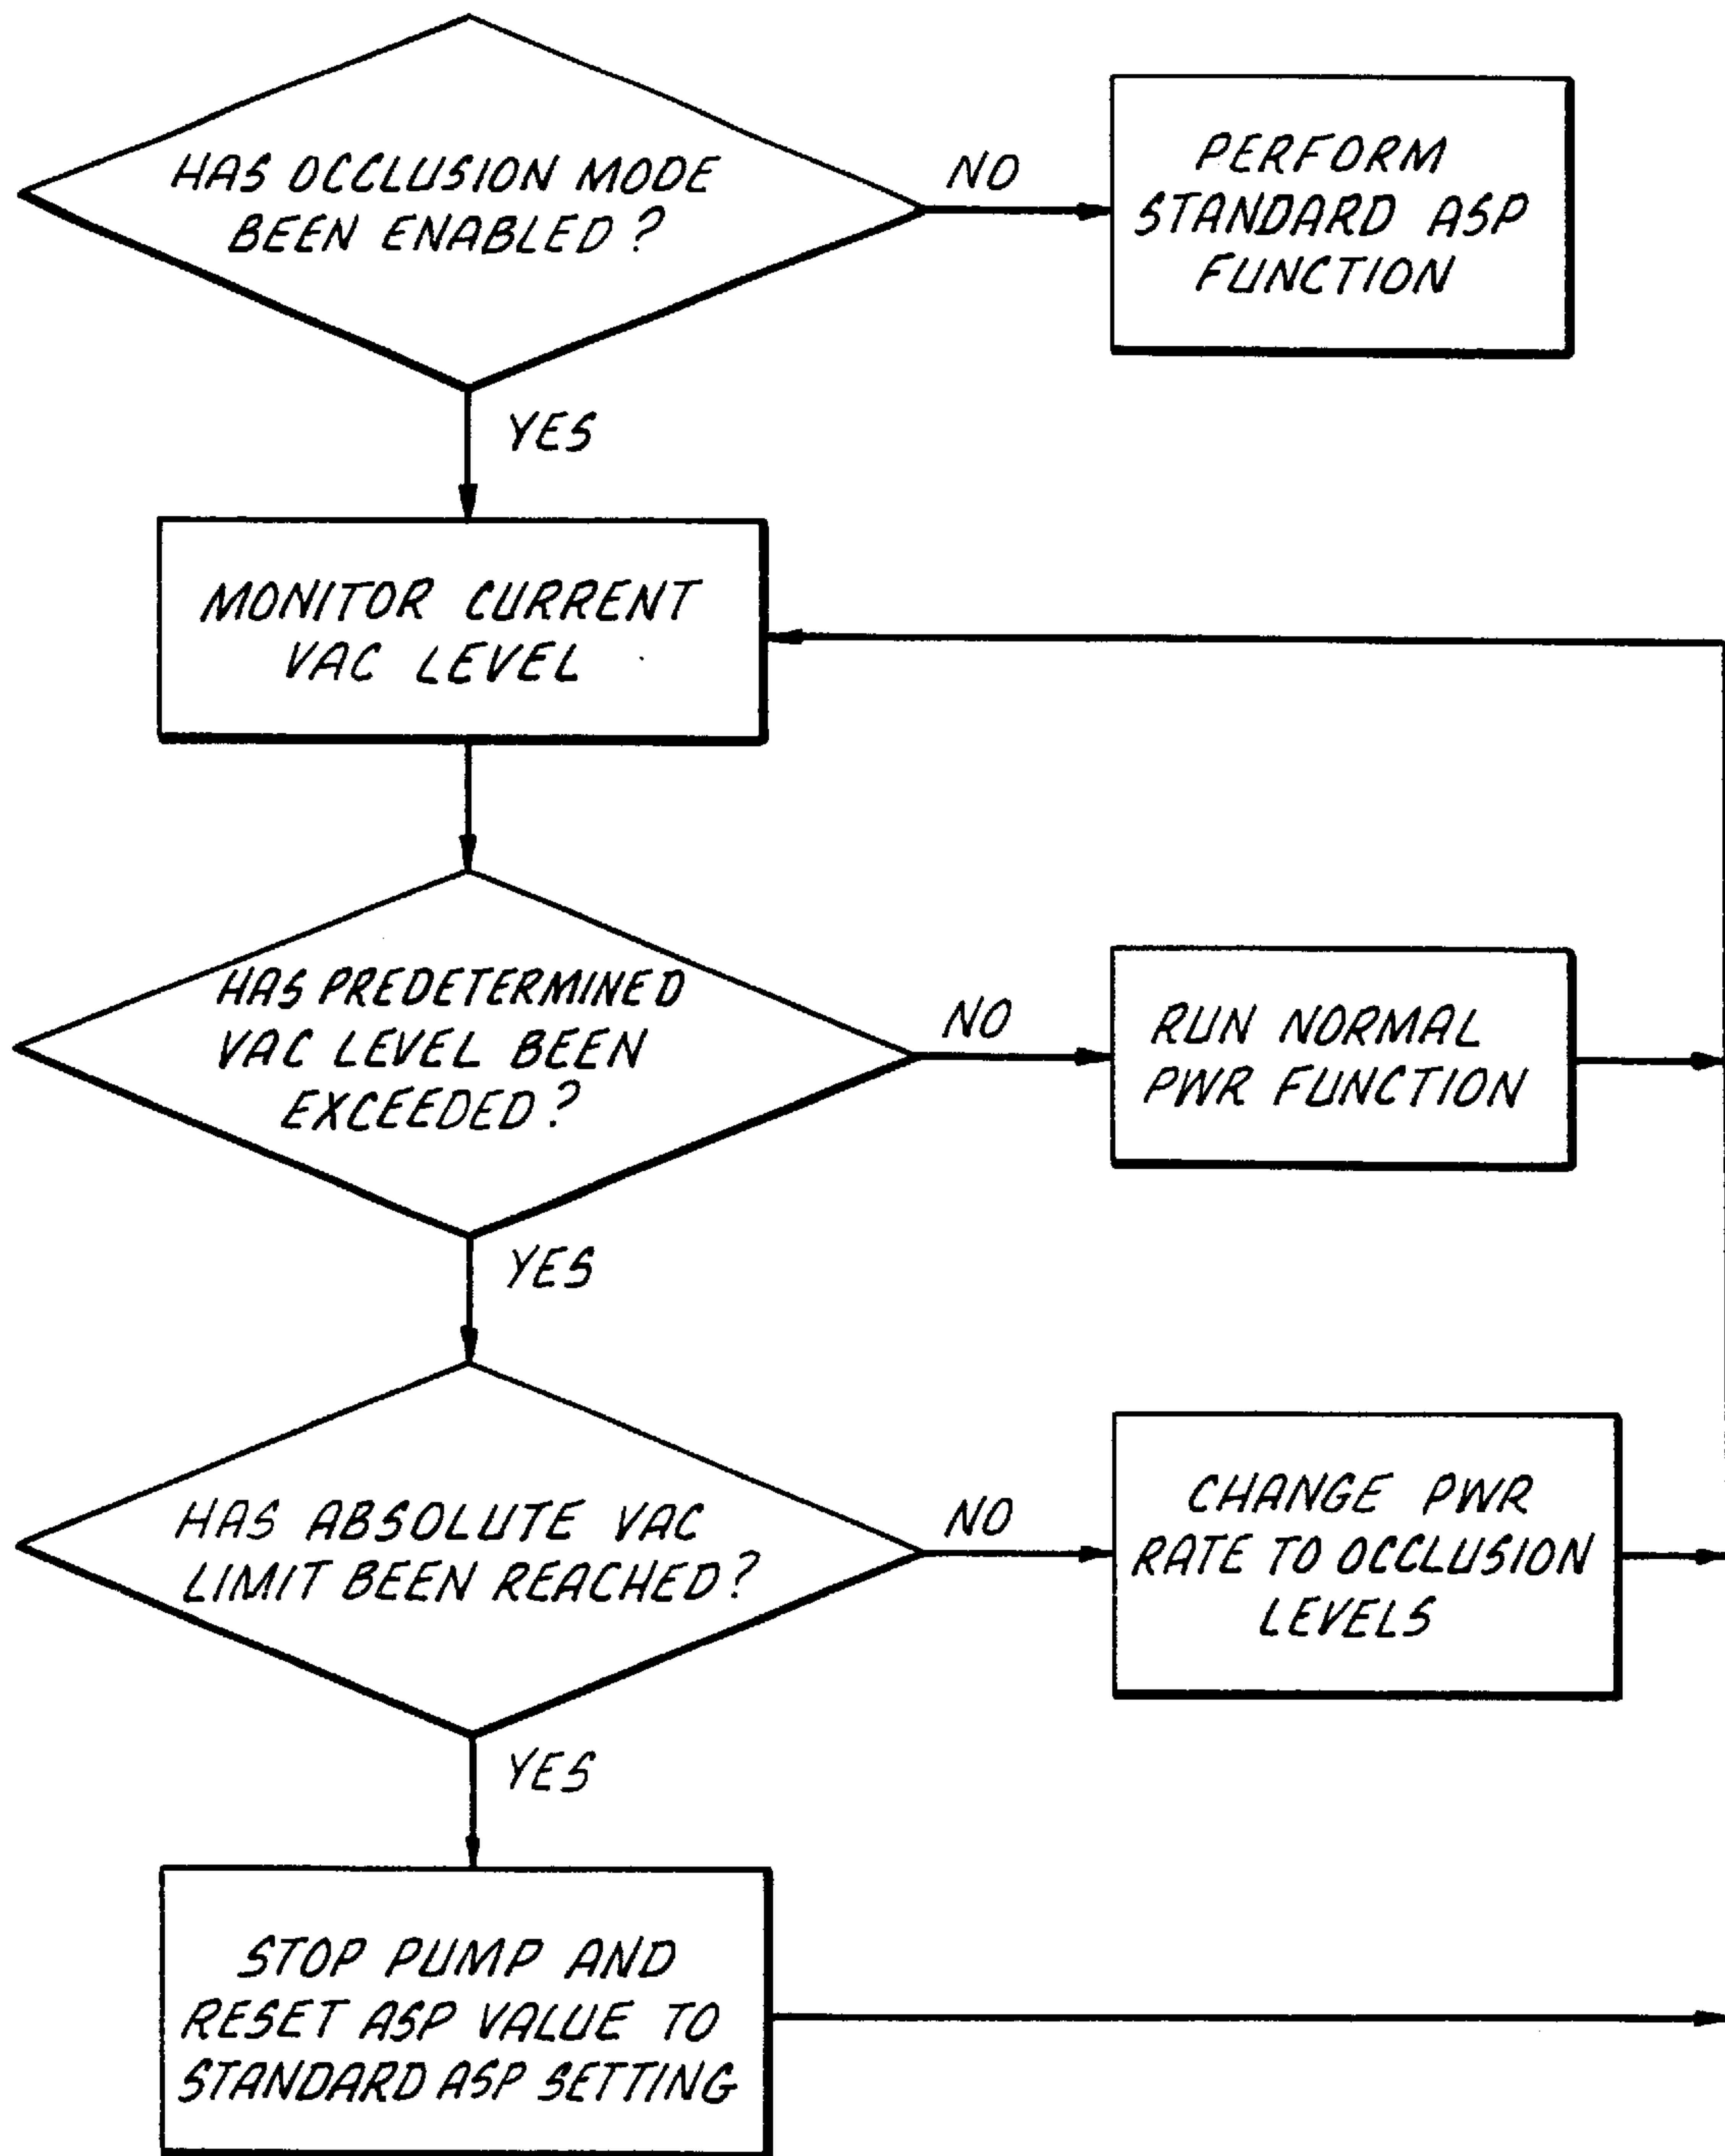 HAS OCCLUSION MODE
BEEN ENABLED?
NO
PERFORM
STANDARD ASP
FUNCTION
YES
MONITOR CURRENT
VAC LEVEL
HAS PREDETERMINED
VAC LEVEL BEEN
EXCEEDED?
NO
RUN NORMAL
PWR FUNCTION
YES
HAS ABSOLUTE VAC
LIMIT BEEN REACHED?
NO
CHANGE PWR
RATE TO OCCLUSION
LEVELS
YES
STOP PUMP AND
RESET ASP VALUE TO
STANDARD ASP SETTING